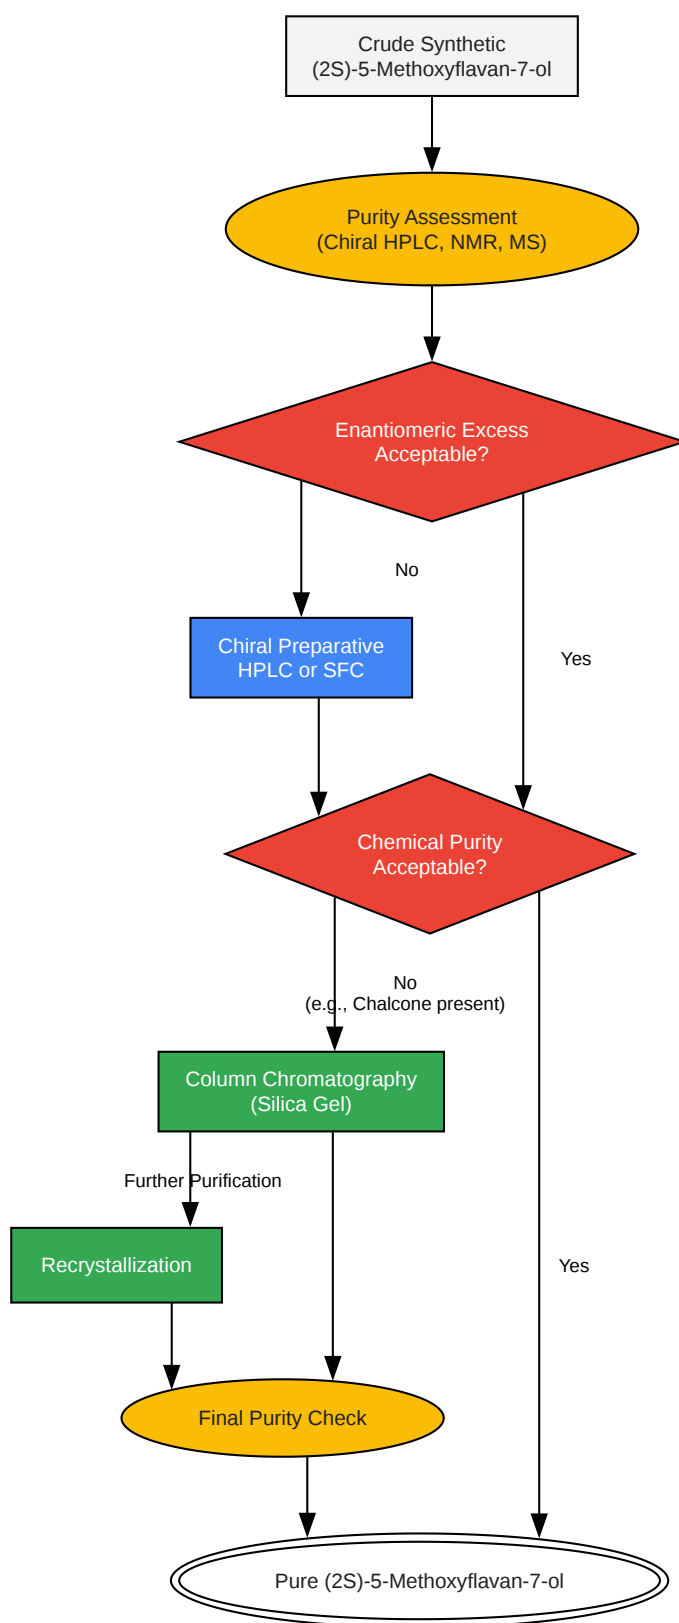 Crude Synthetic
(2S)-5-Methoxyflavan-7-ol
Purity Assessment
(Chiral HPLC, NMR, MS)
Enantiomeric Excess
Acceptable?
No
Chiral Preparative
HPLC or SFC
Yes
Chemical Purity
Acceptable?
No
(e.g., Chalcone present)
Column Chromatography
(Silica Gel)
Further Purification
Recrystallization
Yes
Final Purity Check
Pure (2S)-5-Methoxyflavan-7-ol